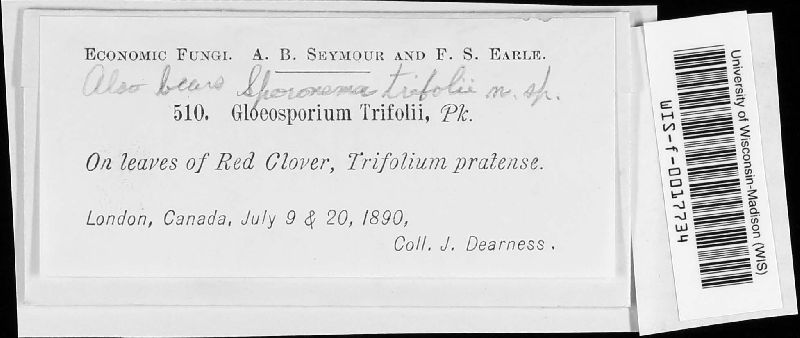 Economic Fungi. A. B. Seymour and F. S. Earle.
Also bears Sporonema trifolii n. sp.
510. Gloeosporium Trifolii, Pk.
On leaves of Red Clover, Trifolium pratense.
London, Canada, July 9 & 20, 1890,
Coll. J. Dearness.
University of Wisconsin-Madison (WIS)
WIS-f-0017734